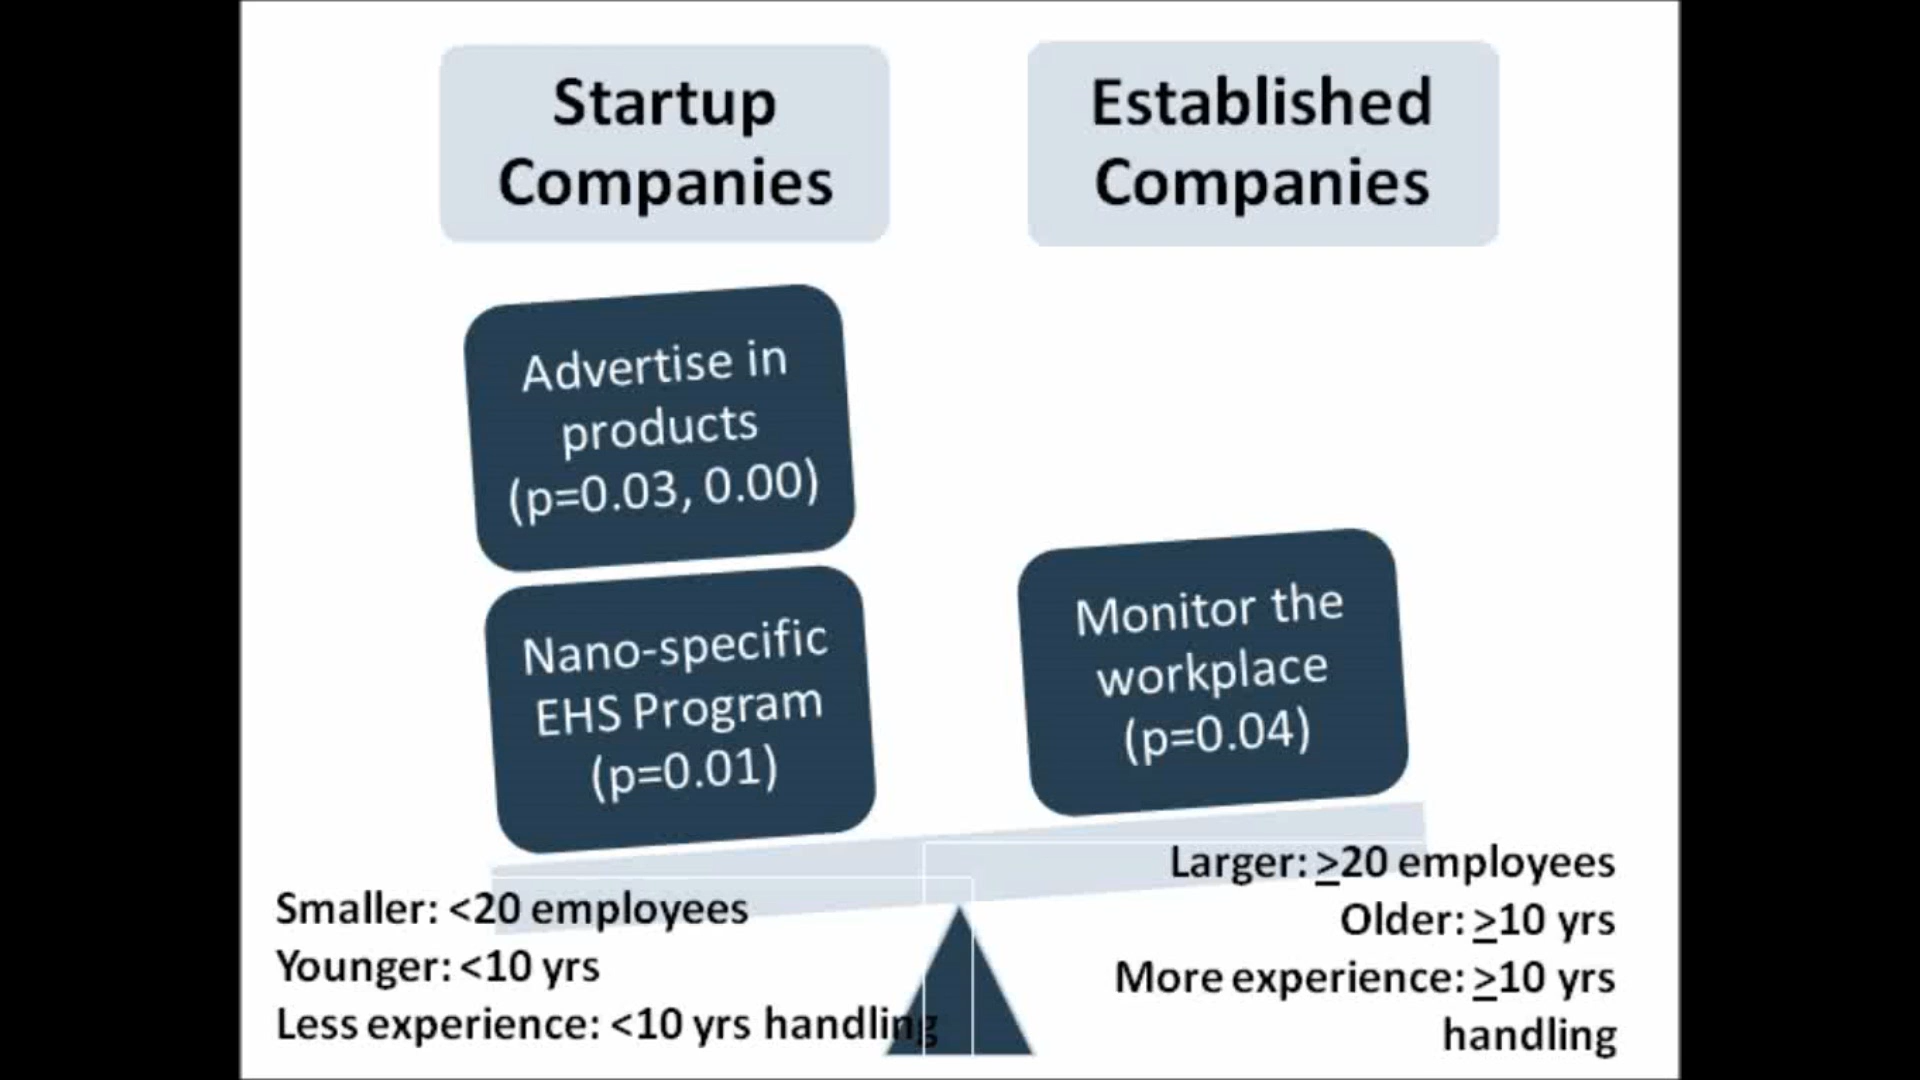 Startup
Companies
Established
Companies
Advertise in
products
(p=0.03, 0.00)
Nano-specific
EHS Program
(p=0.01)
Monitor the
workplace
(p=0.04)
Smaller: <20 employees
Younger: <10 yrs
Less experience: <10 yrs handling
Larger: ≥20 employees
Older: ≥10 yrs
More experience: ≥10 yrs
handling